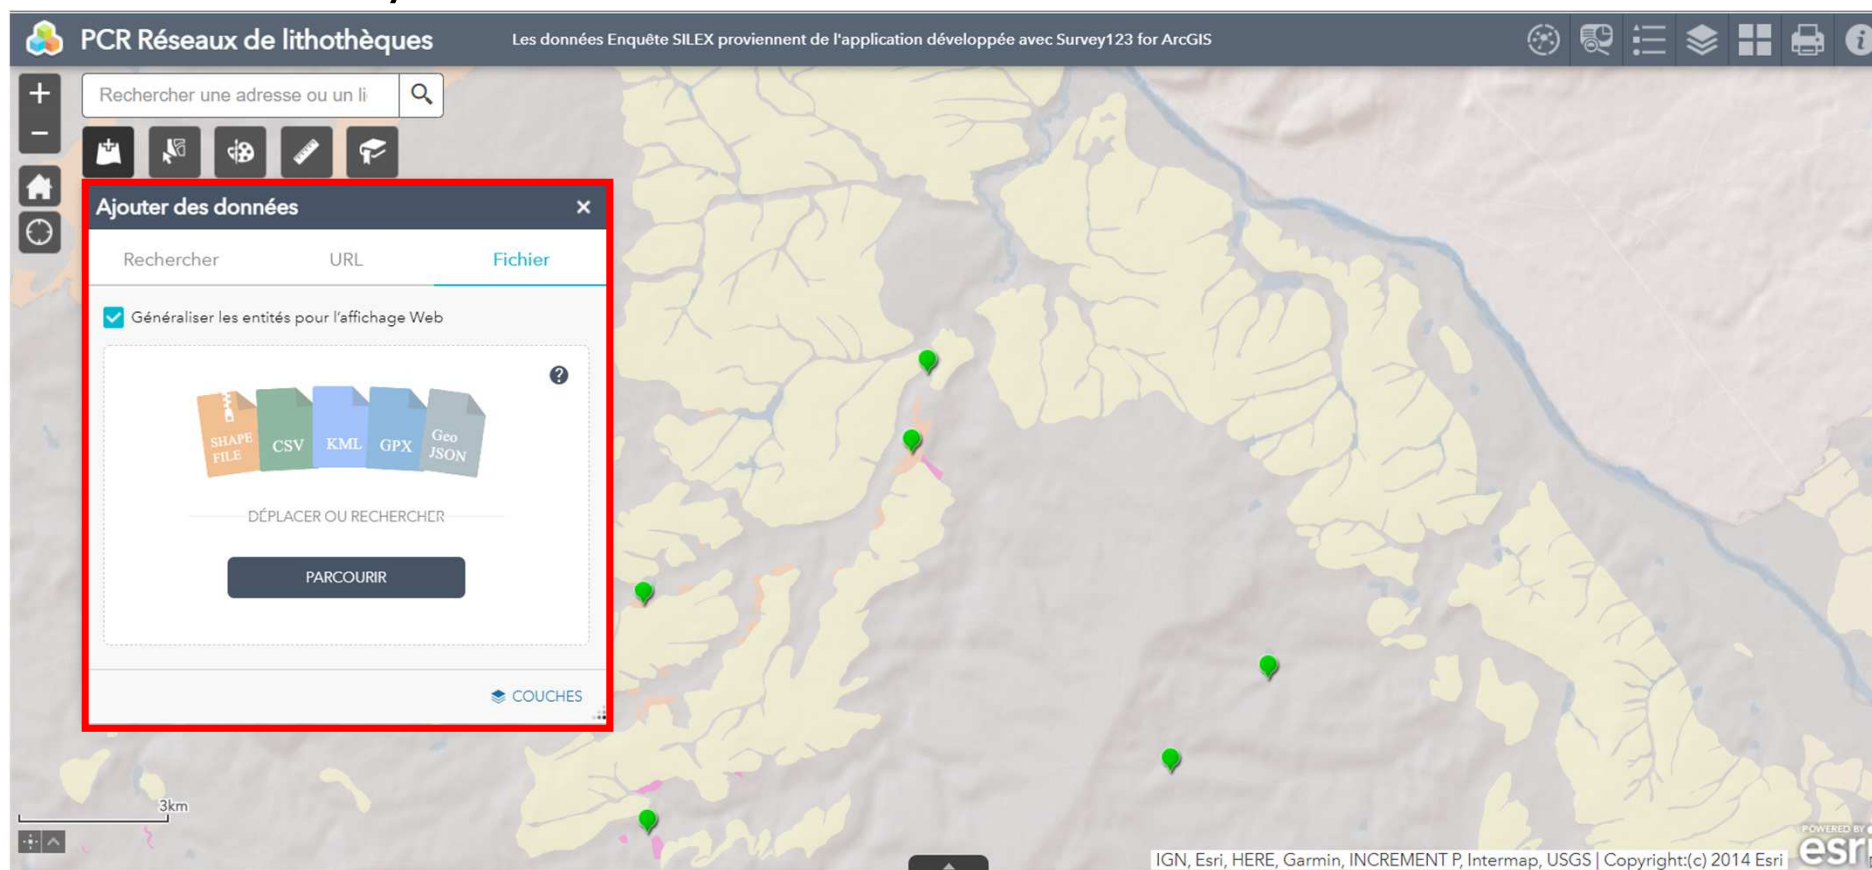 PCR Réseaux de lithothèques
Les données Enquête SILEX proviennent de l'application développée avec Survey123 for ArcGIS
Rechercher une adresse ou un li
Ajouter des données
Rechercher URL Fichier
Généraliser les entités pour l'affichage Web
SHAPE FILE
CSV
KML
GPX
Geo JSON
DÉPLACER OU RECHERCHER
PARCOURIR
COUCHES
3km
POWERED BY
esri
IGN, Esri, HERE, Garmin, INCREMENT P, Intermap, USGS | Copyright:(c) 2014 Esri